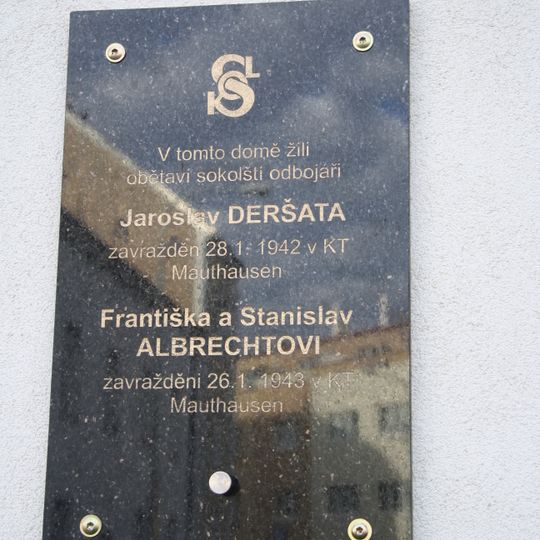 V tomto domě žili
obětaví sokolští odbojáři
Jaroslav DERŠATA
zavražděn 28.1. 1942 v KT
Mauthausen
Františka a Stanislav
ALBRECHTOVI
zavražděni 26.1. 1943 v KT
Mauthausen